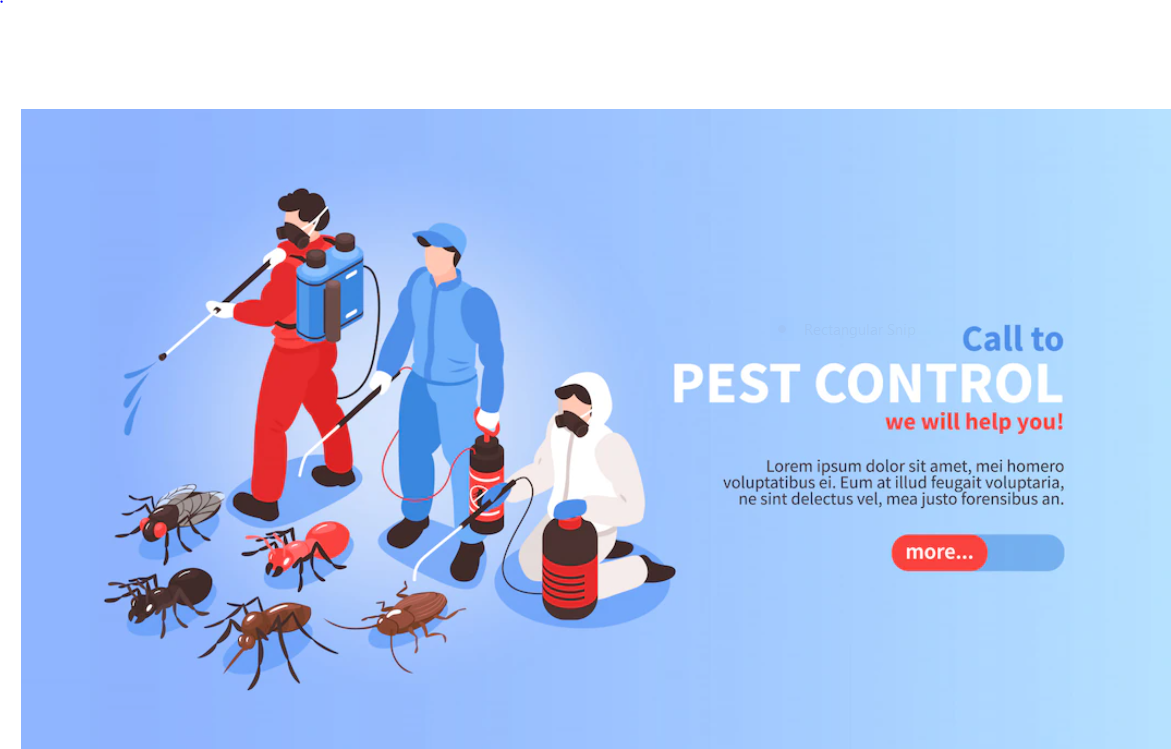 Rectangular Snip
Call to
PEST CONTROL
we will help you!
Lorem ipsum dolor sit amet, mei homero
voluptatibus ei. Eum at illud feugait voluptaria,
ne sint delectus vel, mea justo forensibus an.
more...